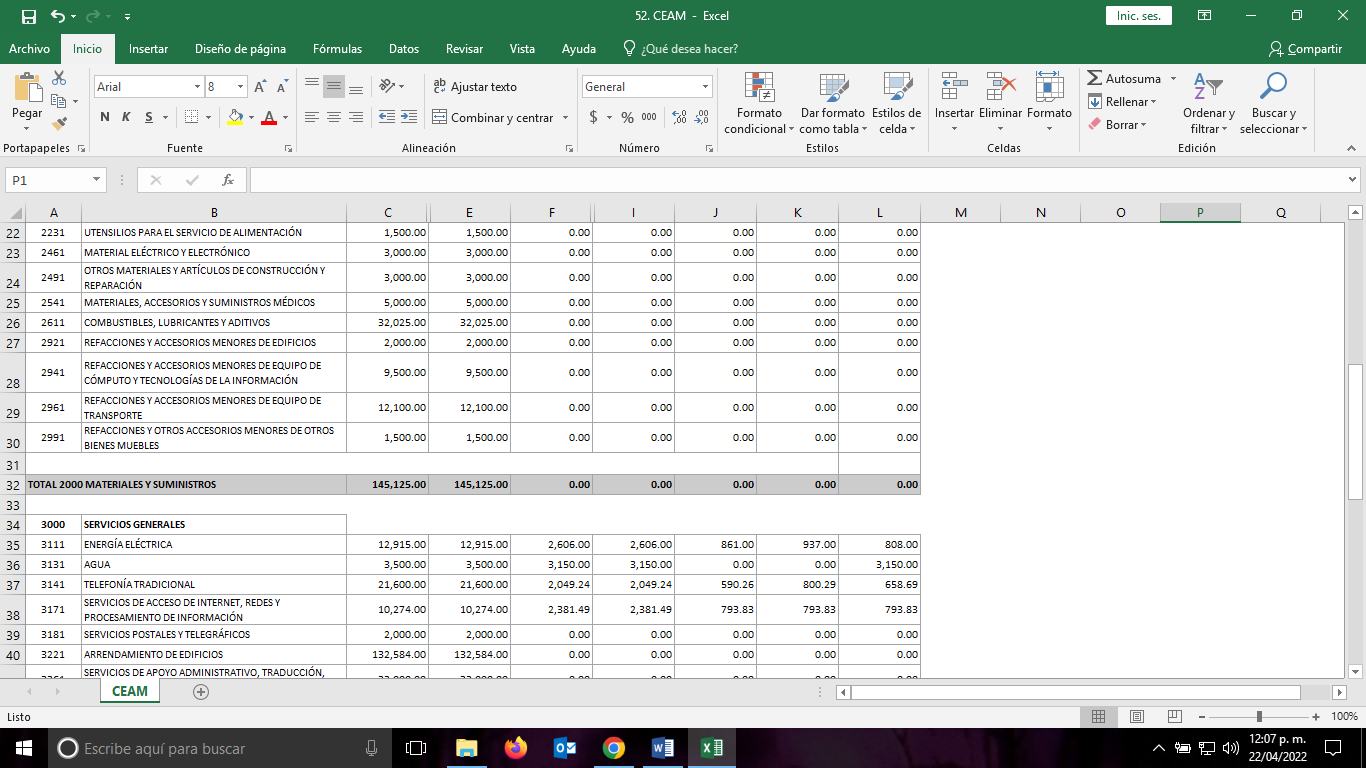 52. CEAM - Excel
Inic. ses.
Archivo Inicio Insertar Diseño de página Fórmulas Datos Revisar Vista Ayuda ¿Qué desea hacer? Compartir
Pegar
Arial 8
Ajustar texto
General
N K S
Combinar y centrar
$ % 000
Formato condicional
Dar formato como tabla
Estilos de celda
Insertar Eliminar Formato
Autosuma
Rellenar
Borrar
Ordenar y filtrar
Buscar y seleccionar
Portapapeles Fuente Alineación Número Estilos Celdas Edición
P1 fx
A B C E F I J K L M N O P Q
22 2231 UTENSILIOS PARA EL SERVICIO DE ALIMENTACIÓN 1,500.00 1,500.00 0.00 0.00 0.00 0.00 0.00
23 2461 MATERIAL ELÉCTRICO Y ELECTRÓNICO 3,000.00 3,000.00 0.00 0.00 0.00 0.00 0.00
24 2491 OTROS MATERIALES Y ARTÍCULOS DE CONSTRUCCIÓN Y
REPARACIÓN 3,000.00 3,000.00 0.00 0.00 0.00 0.00 0.00
25 2541 MATERIALES, ACCESORIOS Y SUMINISTROS MÉDICOS 5,000.00 5,000.00 0.00 0.00 0.00 0.00 0.00
26 2611 COMBUSTIBLES, LUBRICANTES Y ADITIVOS 32,025.00 32,025.00 0.00 0.00 0.00 0.00 0.00
27 2921 REFACCIONES Y ACCESORIOS MENORES DE EDIFICIOS 2,000.00 2,000.00 0.00 0.00 0.00 0.00 0.00
28 2941 REFACCIONES Y ACCESORIOS MENORES DE EQUIPO DE
CÓMPUTO Y TECNOLOGÍAS DE LA INFORMACIÓN 9,500.00 9,500.00 0.00 0.00 0.00 0.00 0.00
29 2961 REFACCIONES Y ACCESORIOS MENORES DE EQUIPO DE
TRANSPORTE 12,100.00 12,100.00 0.00 0.00 0.00 0.00 0.00
30 2991 REFACCIONES Y OTROS ACCESORIOS MENORES DE OTROS
BIENES MUEBLES 1,500.00 1,500.00 0.00 0.00 0.00 0.00 0.00
31
32 TOTAL 2000 MATERIALES Y SUMINISTROS 145,125.00 145,125.00 0.00 0.00 0.00 0.00 0.00
33
34 3000 SERVICIOS GENERALES
35 3111 ENERGÍA ELÉCTRICA 12,915.00 12,915.00 2,606.00 2,606.00 861.00 937.00 808.00
36 3131 AGUA 3,500.00 3,500.00 3,150.00 3,150.00 0.00 0.00 3,150.00
37 3141 TELEFONÍA TRADICIONAL 21,600.00 21,600.00 2,049.24 2,049.24 590.26 800.29 658.69
38 3171 SERVICIOS DE ACCESO DE INTERNET, REDES Y
PROCESAMIENTO DE INFORMACIÓN 10,274.00 10,274.00 2,381.49 2,381.49 793.83 793.83 793.83
39 3181 SERVICIOS POSTALES Y TELEGRÁFICOS 2,000.00 2,000.00 0.00 0.00 0.00 0.00 0.00
40 3221 ARRENDAMIENTO DE EDIFICIOS 132,584.00 132,584.00 0.00 0.00 0.00 0.00 0.00
SERVICIOS DE APOYO ADMINISTRATIVO, TRADUCCIÓN,
CEAM
Listo 100%
Escribe aquí para buscar
12:07 p. m.
22/04/2022